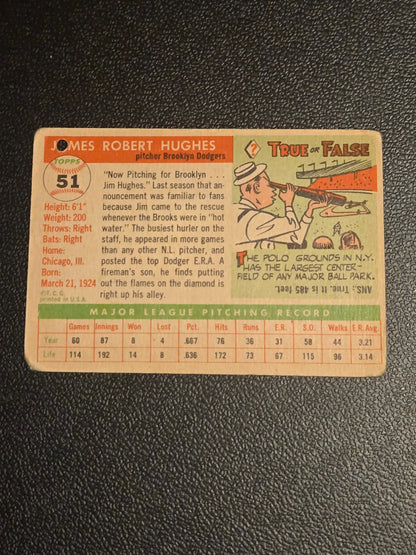 JAMES ROBERT HUGHES
pitcher Brooklyn Dodgers
TOPPS
51
Height: 6'1"
Weight: 200
Throws: Right
Bats: Right
Home:
Chicago, Ill.
Born:
March 21, 1924
©T. C. G.
printed in U.S.A.
"Now Pitching for Brooklyn . . .
Jim Hughes." Last season that an-
nouncement was familiar to fans
because Jim came to the rescue
whenever the Brooks were in "hot
water." The busiest hurler on the
staff, he appeared in more games
than any other N.L. pitcher, and
posted the top Dodger E.R.A. A
fireman's son, he finds putting
out the flames on the diamond is
right up his alley.
? TRUE OR FALSE
THE POLO GROUNDS IN N.Y.
HAS THE LARGEST CENTER-
FIELD OF ANY MAJOR BALL PARK.
ANS.: True. It is 485 feet.
MAJOR LEAGUE PITCHING RECORD
Games Innings Won Lost Pct. Hits Runs E.R. S.O. Walks E.R. Avg.
Year 60 87 8 4 .667 76 36 31 58 44 3.21
Life 114 192 14 8 .636 172 73 67 115 96 3.14